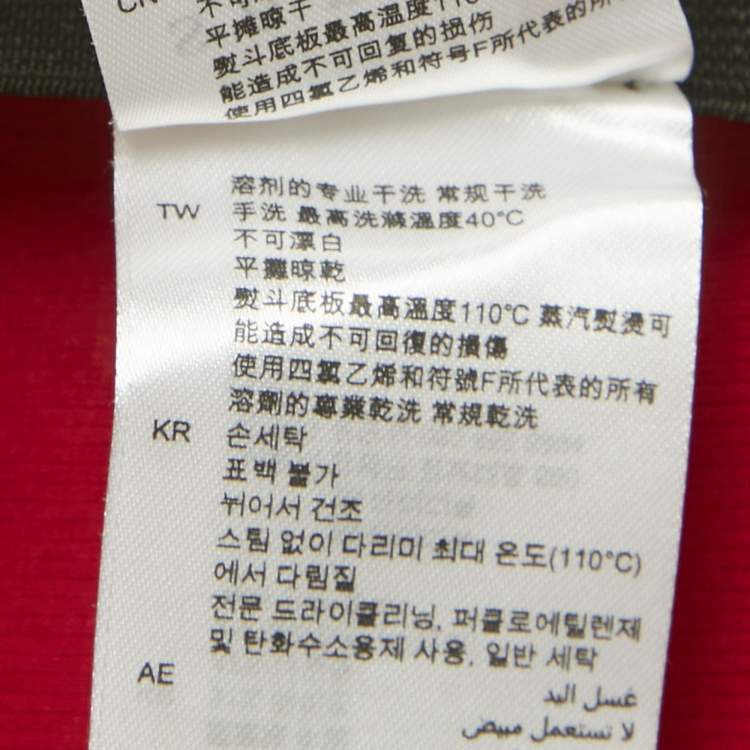 CN 不可
平攤晾干
熨斗底板最高溫度110
能造成不可回复的损伤
使用四氯乙烯和符号F所代表的所
溶剂的专业干洗 常规干洗
TW 手洗 最高洗滌溫度40°C
不可漂白
平攤晾乾
熨斗底板最高溫度110°C 蒸汽熨燙可
能造成不可回復的損傷
使用四氯乙烯和符號F所代表的所有
溶劑的專業乾洗 常規乾洗
KR 손세탁
표백 불가
뉘어서 건조
스팀 없이 다리미 최대 온도(110°C)
에서 다림질
전문 드라이클리닝, 퍼클로에틸렌제
및 탄화수소용제 사용, 일반 세탁
AE غسل اليد
لا تستعمل مبيض